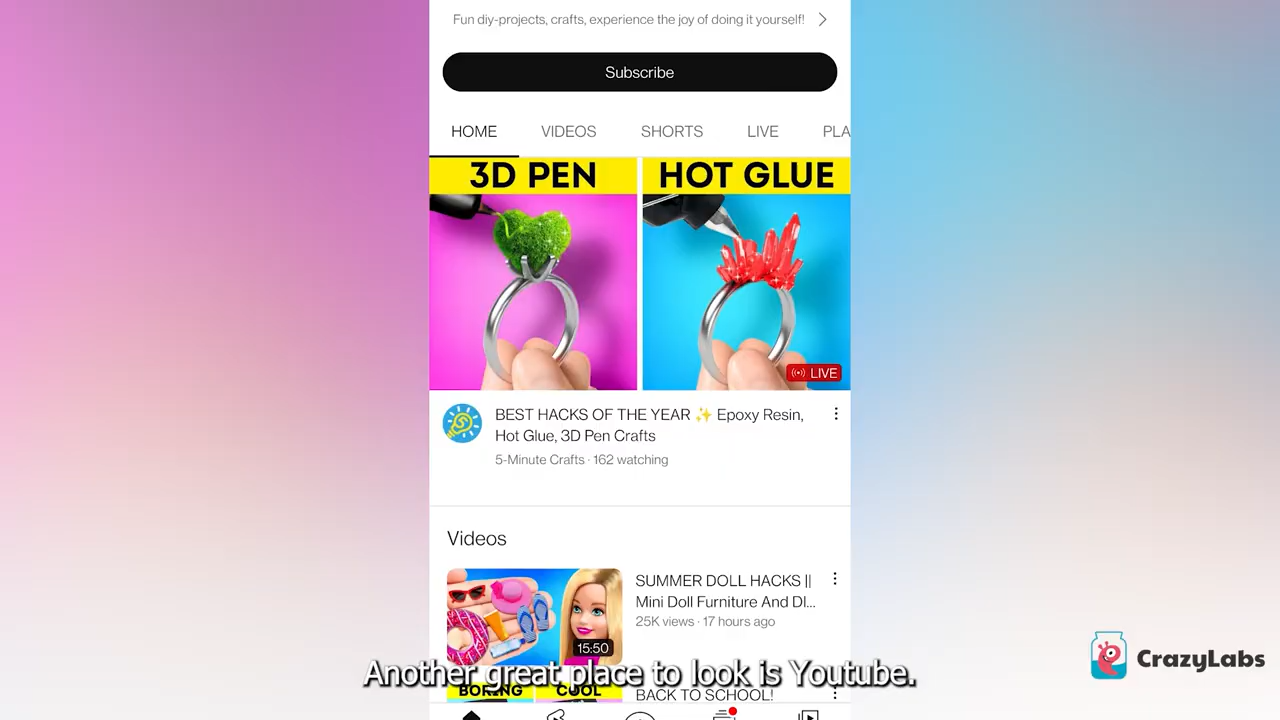 Fun diy-projects, crafts, experience the joy of doing it yourself!
Subscribe
HOME VIDEOS SHORTS LIVE PLA
3D PEN
HOT GLUE
LIVE
BEST HACKS OF THE YEAR ✨ Epoxy Resin,
Hot Glue, 3D Pen Crafts
5-Minute Crafts · 162 watching
Videos
SUMMER DOLL HACKS ||
Mini Doll Furniture And DI...
25K views · 17 hours ago
15:50
CrazyLabs
Another great place to look is Youtube.
BORING COOL
BACK TO SCHOOL!